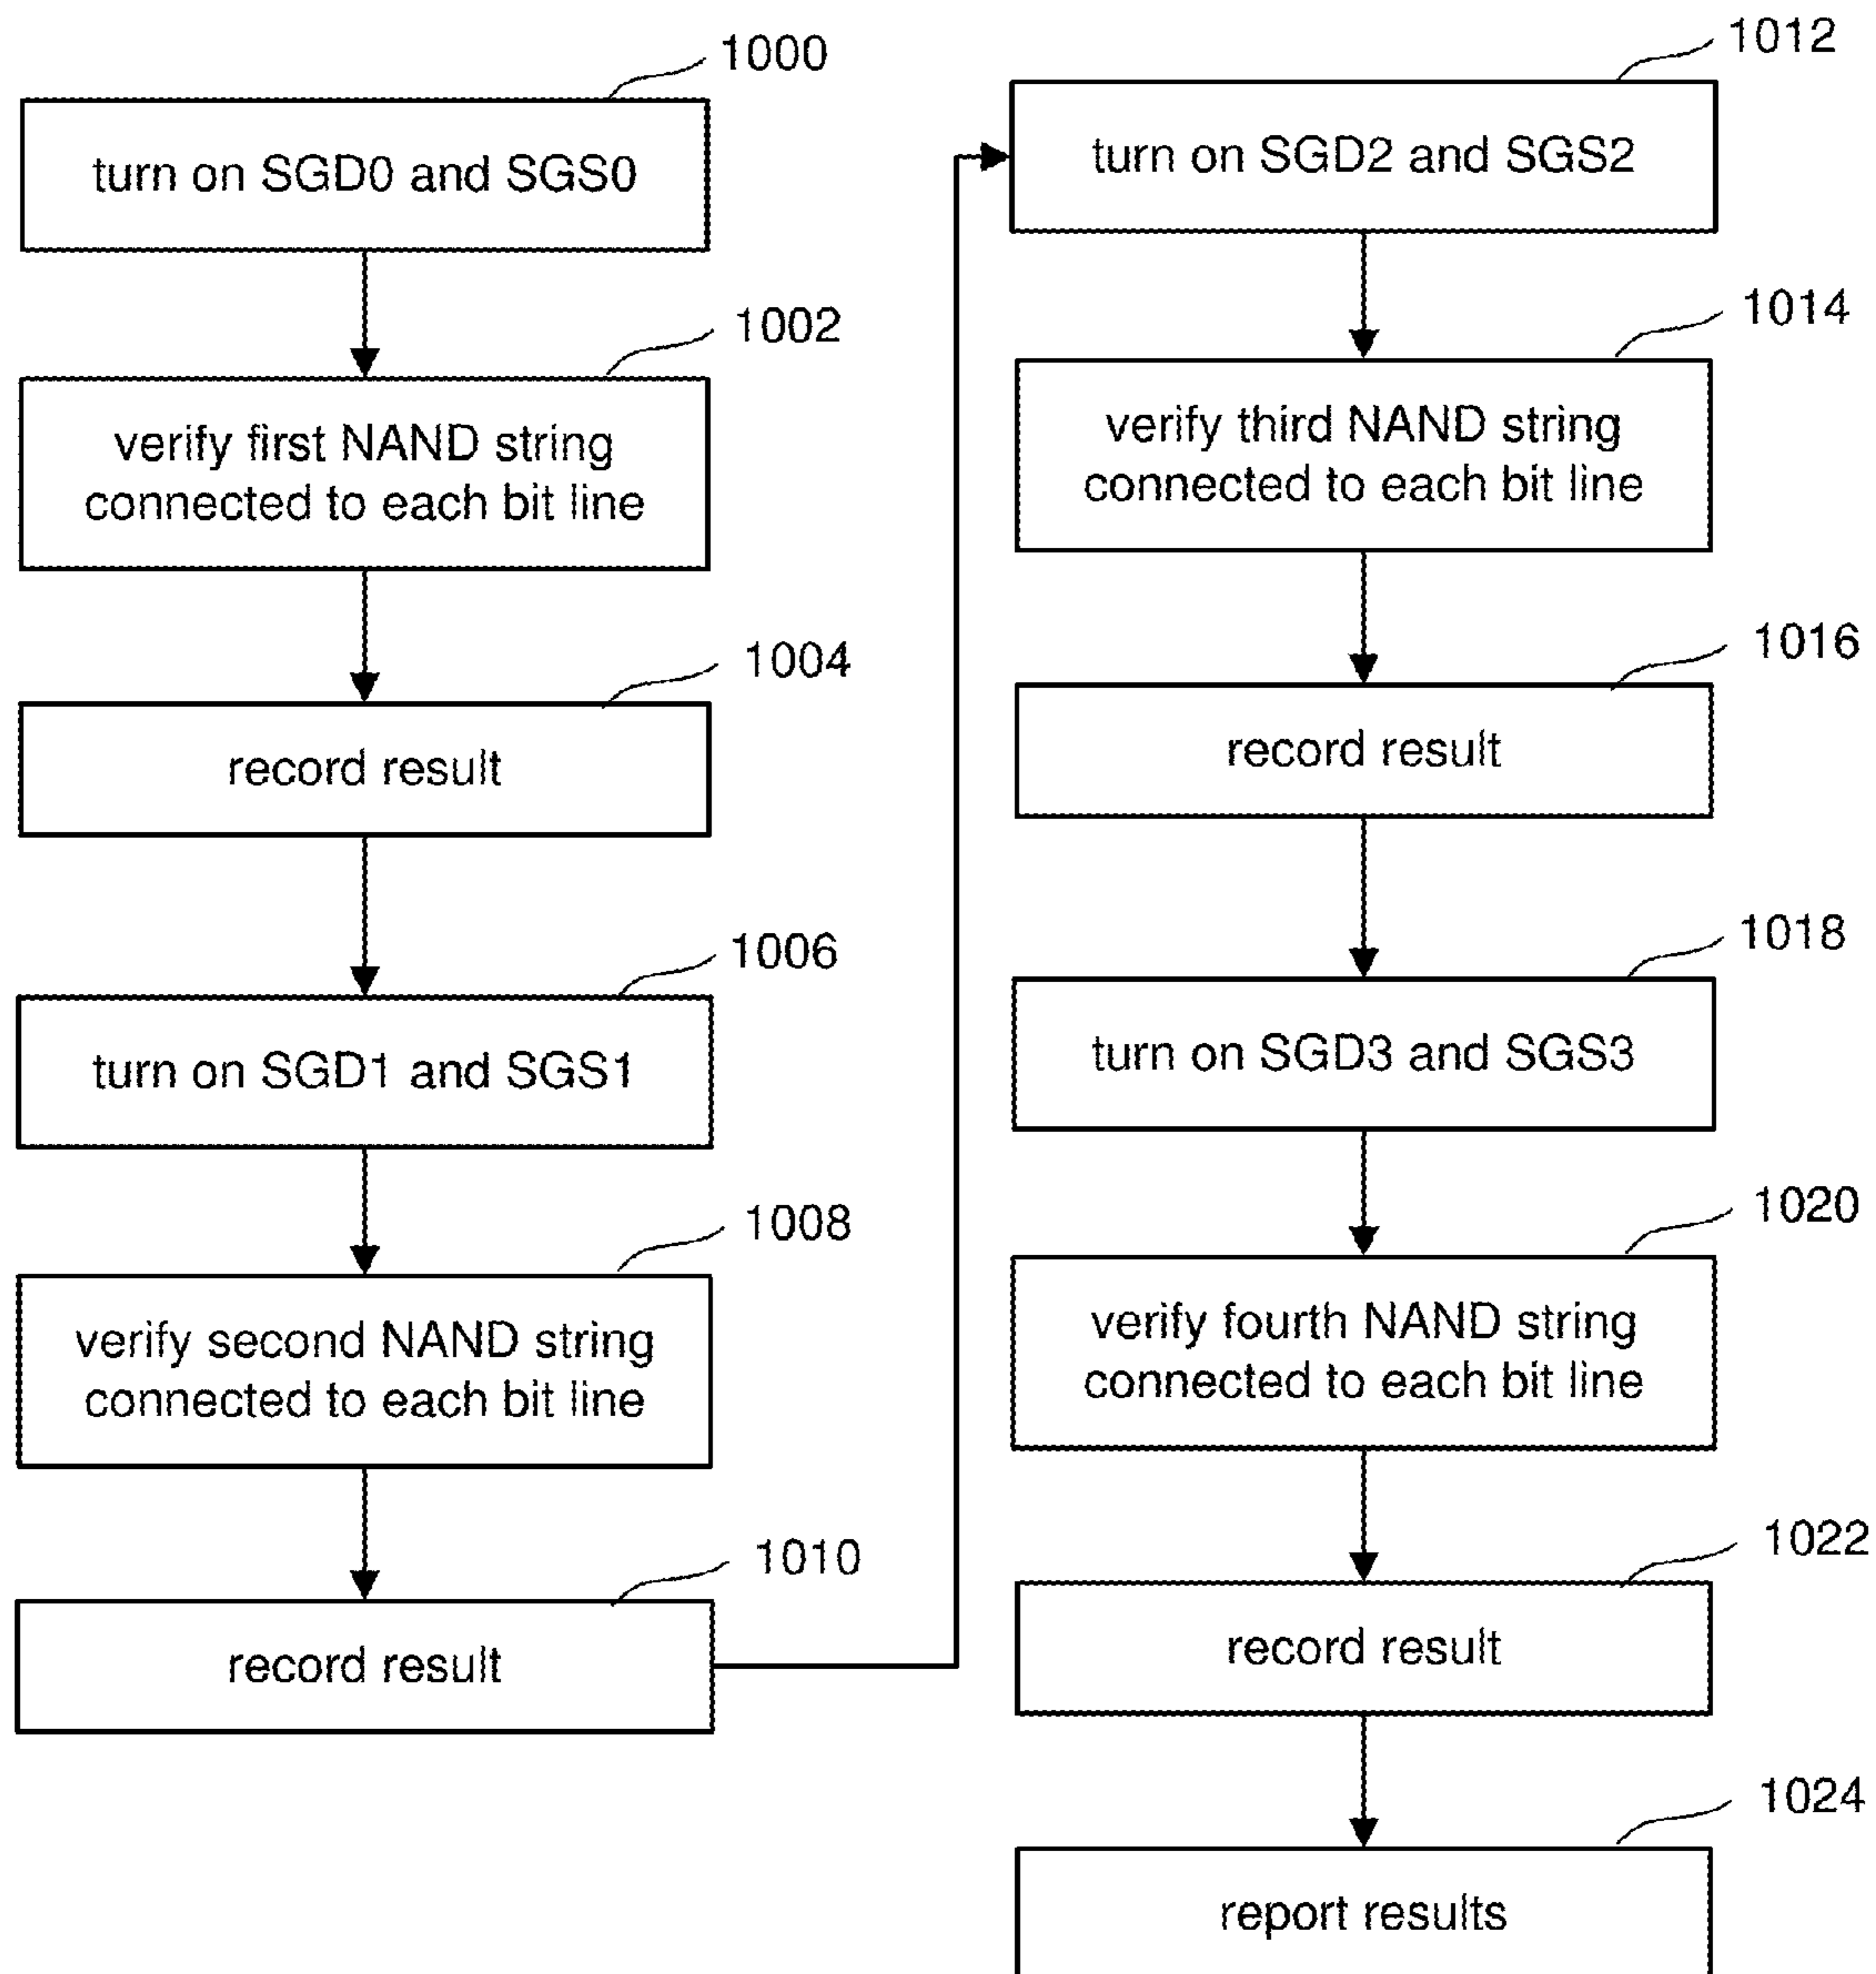 1000
turn on SGD0 and SGS0
1002
verify first NAND string
connected to each bit line
1004
record result
1006
turn on SGD1 and SGS1
1008
verify second NAND string
connected to each bit line
1010
record result
1012
turn on SGD2 and SGS2
1014
verify third NAND string
connected to each bit line
1016
record result
1018
turn on SGD3 and SGS3
1020
verify fourth NAND string
connected to each bit line
1022
record result
1024
report results